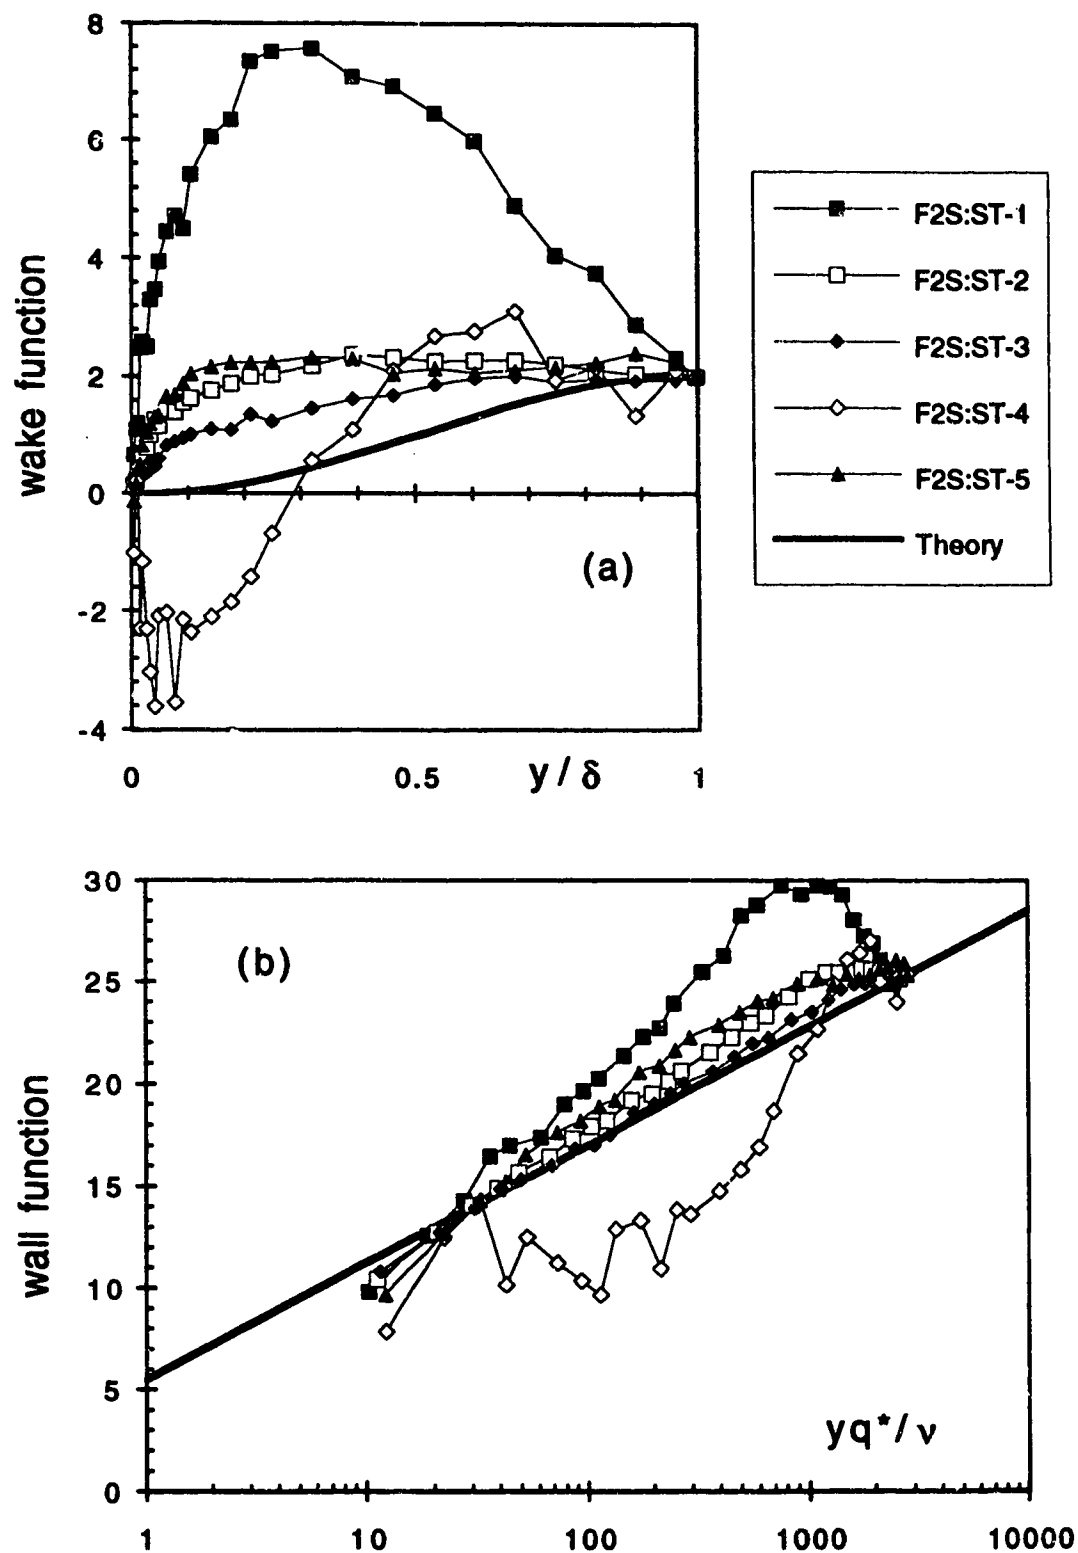 8
6
4
2
0
-2
-4
wake function
(a)
0
0.5
y / δ
1
F2S:ST-1
F2S:ST-2
F2S:ST-3
F2S:ST-4
F2S:ST-5
Theory
30
25
20
15
10
5
0
wall function
(b)
yq*/ ν
1
10
100
1000
10000